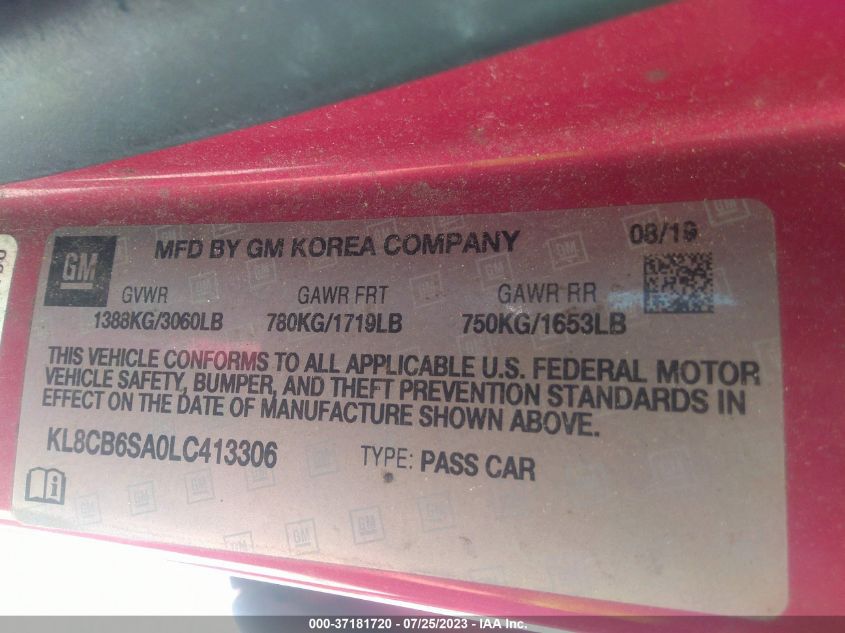 GM
MFD BY GM KOREA COMPANY 08/19
GVWR GAWR FRT GAWR RR
1388KG/3060LB 780KG/1719LB 750KG/1653LB
THIS VEHICLE CONFORMS TO ALL APPLICABLE U.S. FEDERAL MOTOR
VEHICLE SAFETY, BUMPER, AND THEFT PREVENTION STANDARDS IN
EFFECT ON THE DATE OF MANUFACTURE SHOWN ABOVE.
KL8CB6SA0LC413306 TYPE: PASS CAR
000-37181720 - 07/25/2023 - IAA Inc.